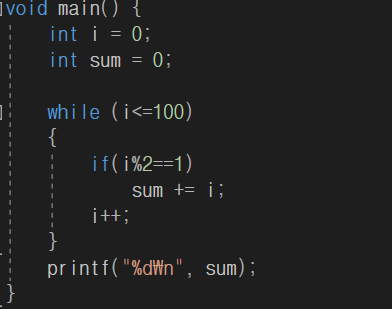 void main() {
int i = 0;
int sum = 0;
while (i<=100)
{
if(i%2==1)
sum += i;
i++;
}
printf("%d₩n", sum);
}